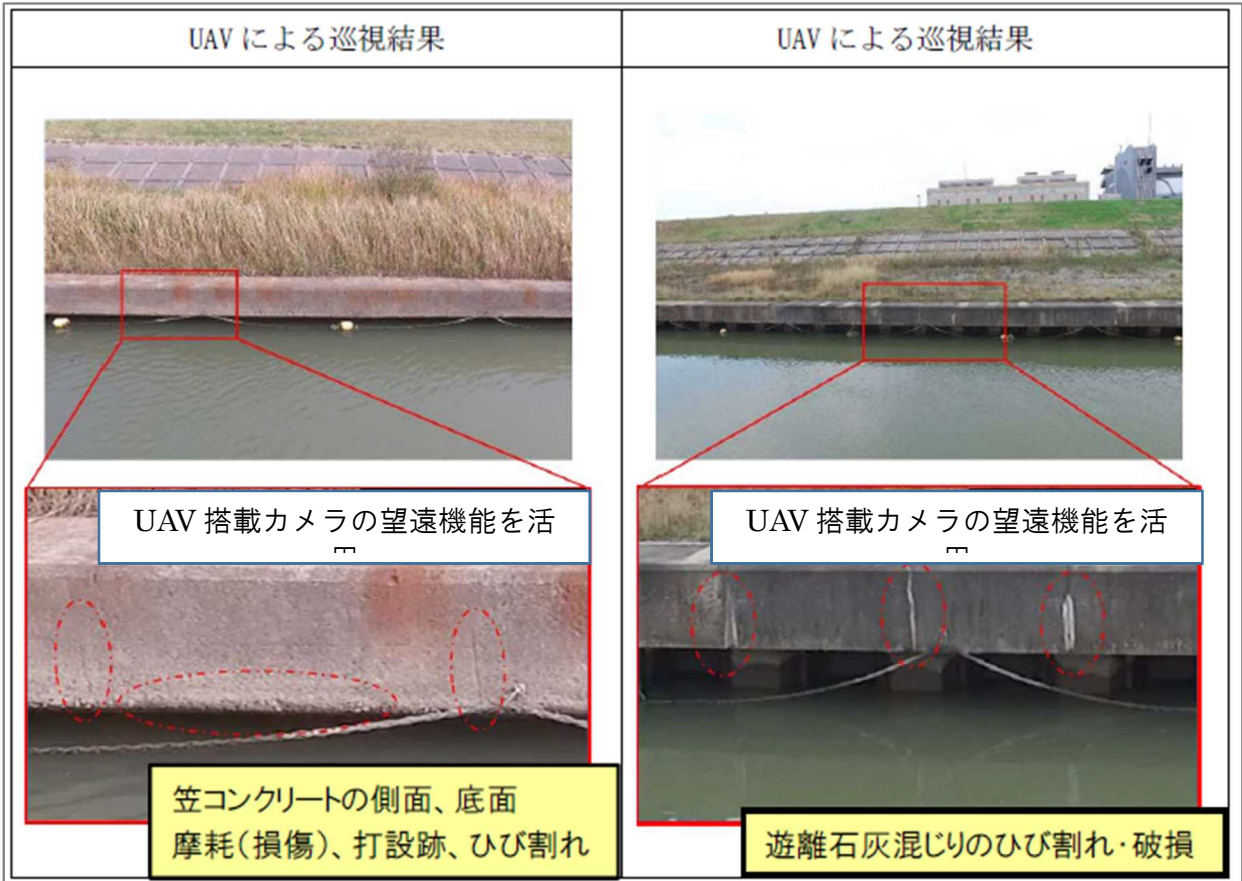 UAVによる巡視結果
UAVによる巡視結果
UAV搭載カメラの望遠機能を活
UAV搭載カメラの望遠機能を活
笠コンクリートの側面、底面
摩耗(損傷)、打設跡、ひび割れ
遊離石灰混じりのひび割れ・破損